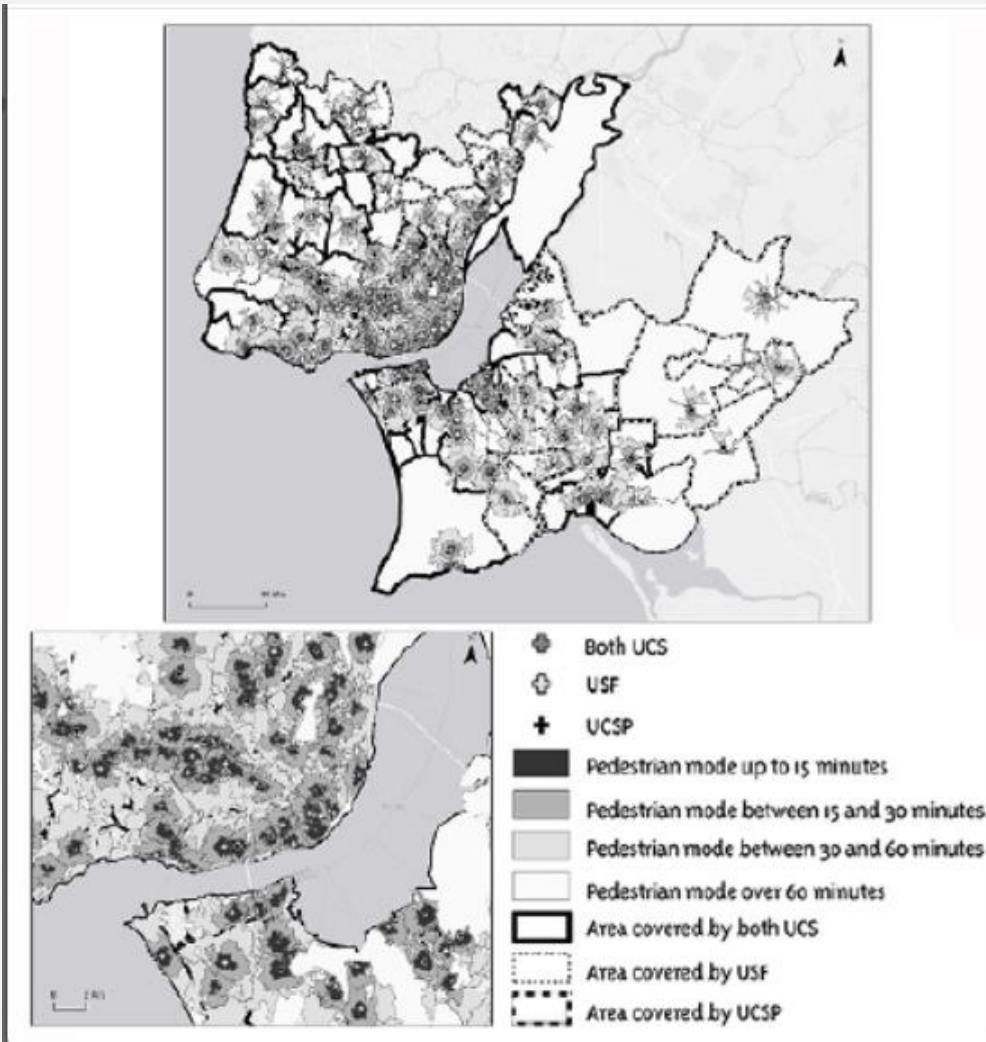 Both UCS
USF
UCSP
Pedestrian mode up to 15 minutes
Pedestrian mode between 15 and 30 minutes
Pedestrian mode between 30 and 60 minutes
Pedestrian mode over 60 minutes
Area covered by both UCS
Area covered by USF
Area covered by UCSP